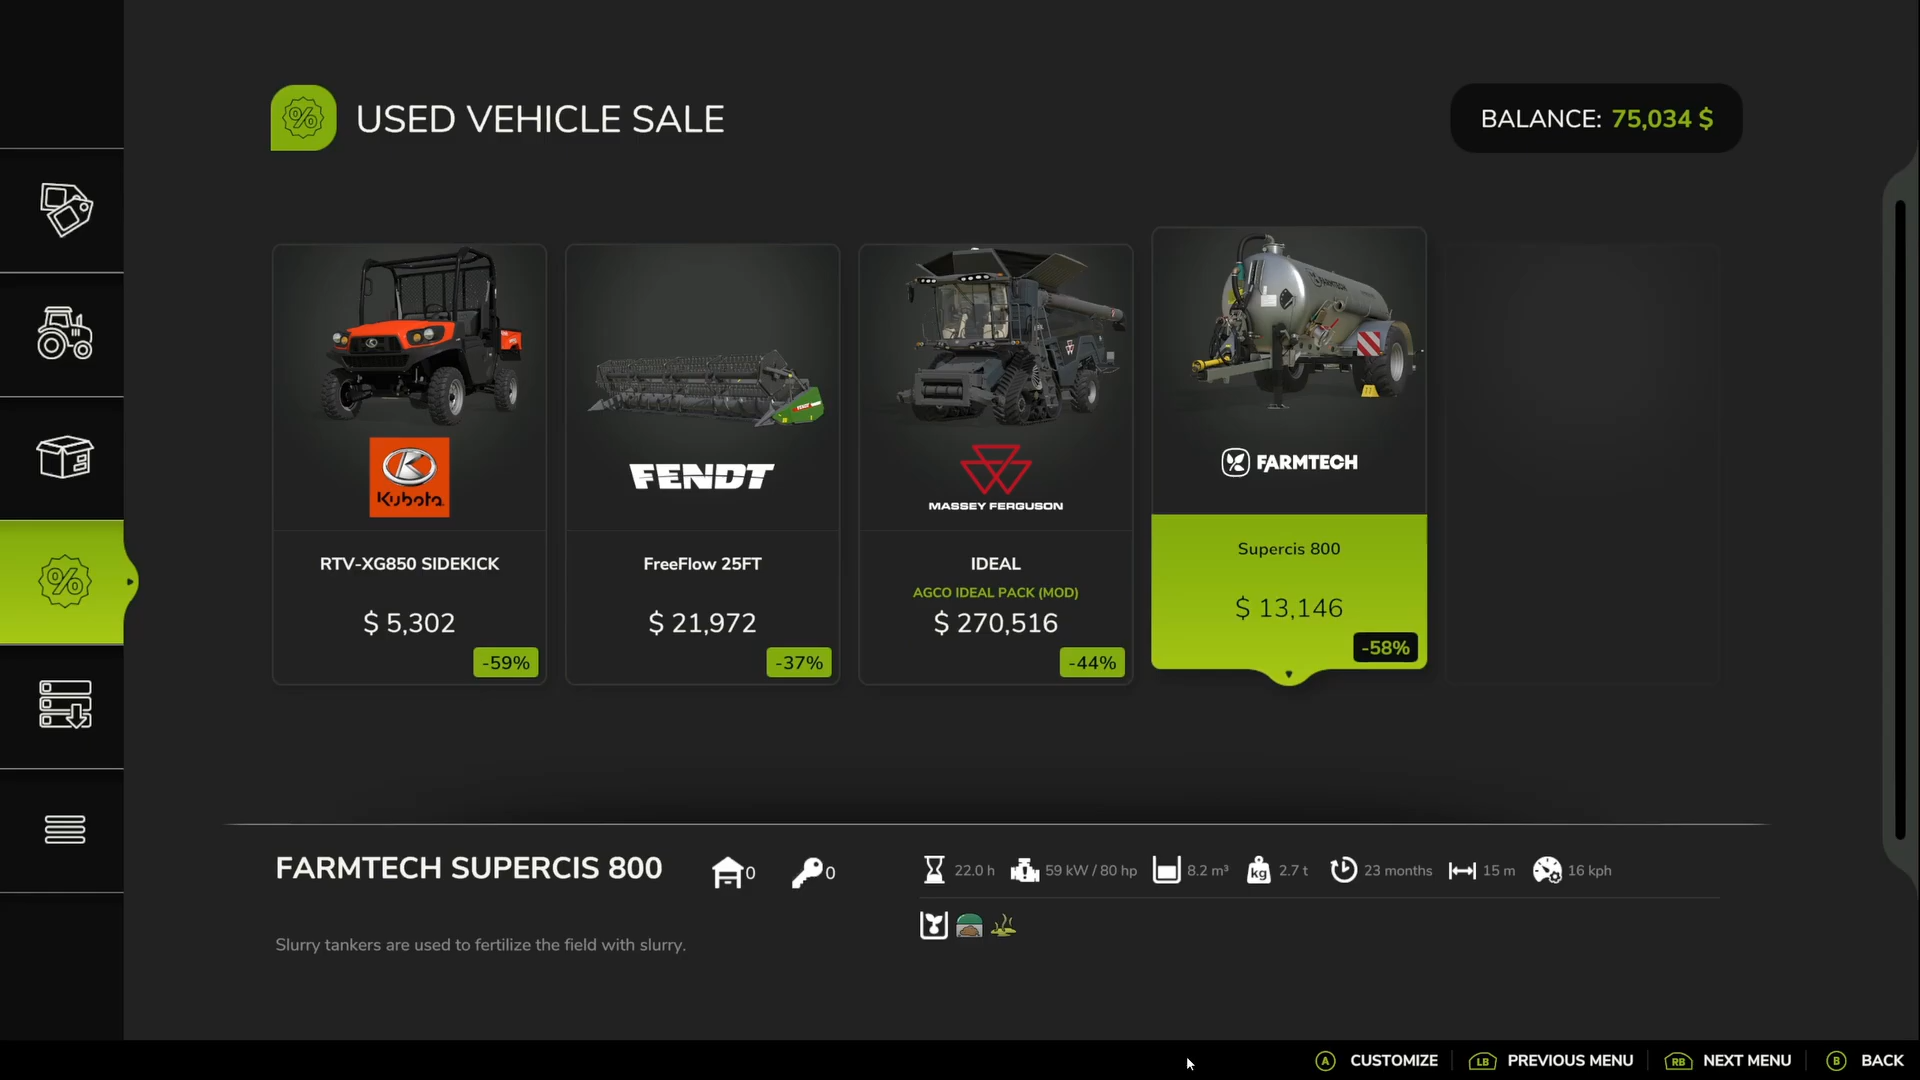 USED VEHICLE SALE
BALANCE: 75,034 $
Kubota
FENDT
MASSEY FERGUSON
FARMTECH
RTV-XG850 SIDEKICK
$ 5,302
-59%
FreeFlow 25FT
$ 21,972
-37%
IDEAL
AGCO IDEAL PACK (MOD)
$ 270,516
-44%
Supercis 800
$ 13,146
-58%
FARMTECH SUPERCIS 800
0
0
22.0 h
59 kW / 80 hp
8.2 m³
kg
2.7 t
23 months
15 m
16 kph
Slurry tankers are used to fertilize the field with slurry.
A CUSTOMIZE
LB PREVIOUS MENU
RB NEXT MENU
B BACK